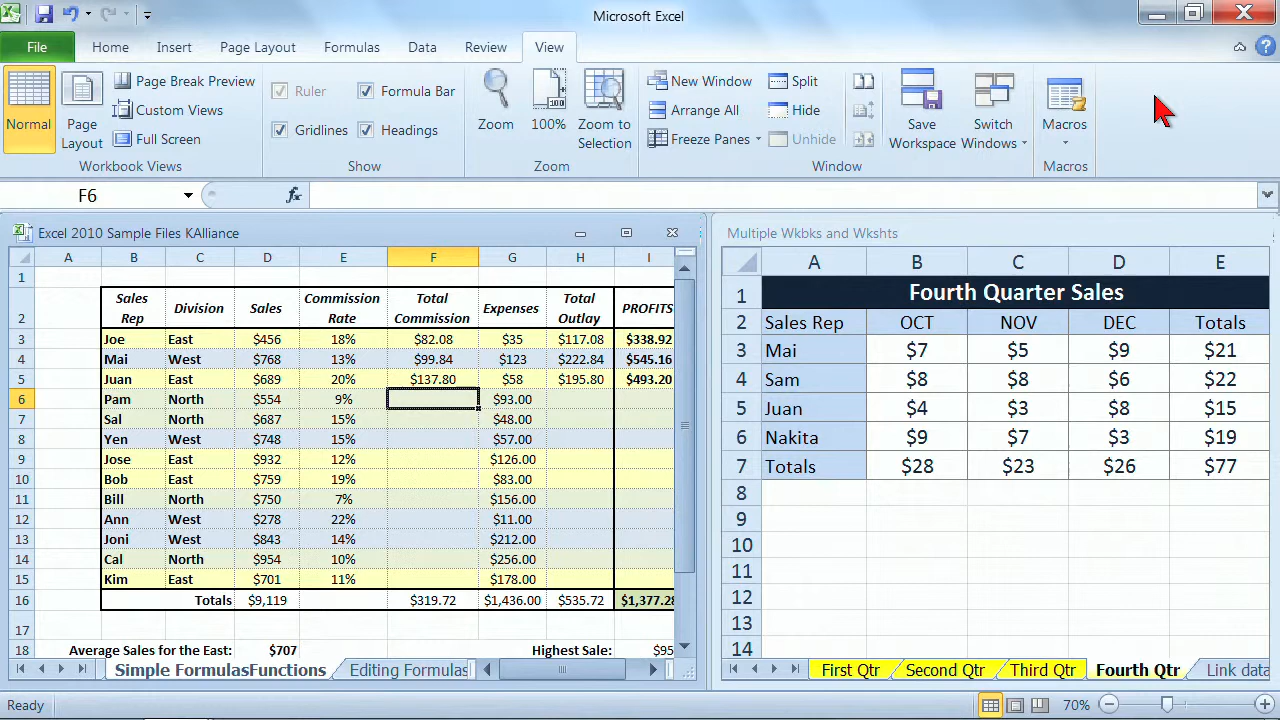 Microsoft Excel
File Home Insert Page Layout Formulas Data Review View
Normal
Page Layout
Page Break Preview
Custom Views
Full Screen
Workbook Views
Ruler
Formula Bar
Gridlines
Headings
Show
Zoom
100
100%
Zoom to Selection
Zoom
New Window
Arrange All
Freeze Panes
Split
Hide
Unhide
Save Workspace
Switch Windows
Window
Macros
Macros
F6 fx
Excel 2010 Sample Files KAlliance
A B C D E F G H I
1
2 Sales Rep Division Sales Commission Rate Total Commission Expenses Total Outlay PROFITS
3 Joe East $456 18% $82.08 $35 $117.08 $338.92
4 Mai West $768 13% $99.84 $123 $222.84 $545.16
5 Juan East $689 20% $137.80 $58 $195.80 $493.20
6 Pam North $554 9% $93.00
7 Sal North $687 15% $48.00
8 Yen West $748 15% $57.00
9 Jose East $932 12% $126.00
10 Bob East $759 19% $83.00
11 Bill North $750 7% $156.00
12 Ann West $278 22% $11.00
13 Joni West $843 14% $212.00
14 Cal North $954 10% $256.00
15 Kim East $701 11% $178.00
16 Totals $9,119 $319.72 $1,436.00 $535.72 $1,377.28
17
18 Average Sales for the East: $707 Highest Sale: $95
Simple FormulasFunctions Editing Formulas
Multiple Wkbks and Wkshts
A B C D E
1 Fourth Quarter Sales
2 Sales Rep OCT NOV DEC Totals
3 Mai $7 $5 $9 $21
4 Sam $8 $8 $6 $22
5 Juan $4 $3 $8 $15
6 Nakita $9 $7 $3 $19
7 Totals $28 $23 $26 $77
8
9
10
11
12
13
14
First Qtr Second Qtr Third Qtr Fourth Qtr Link data
Ready 70%